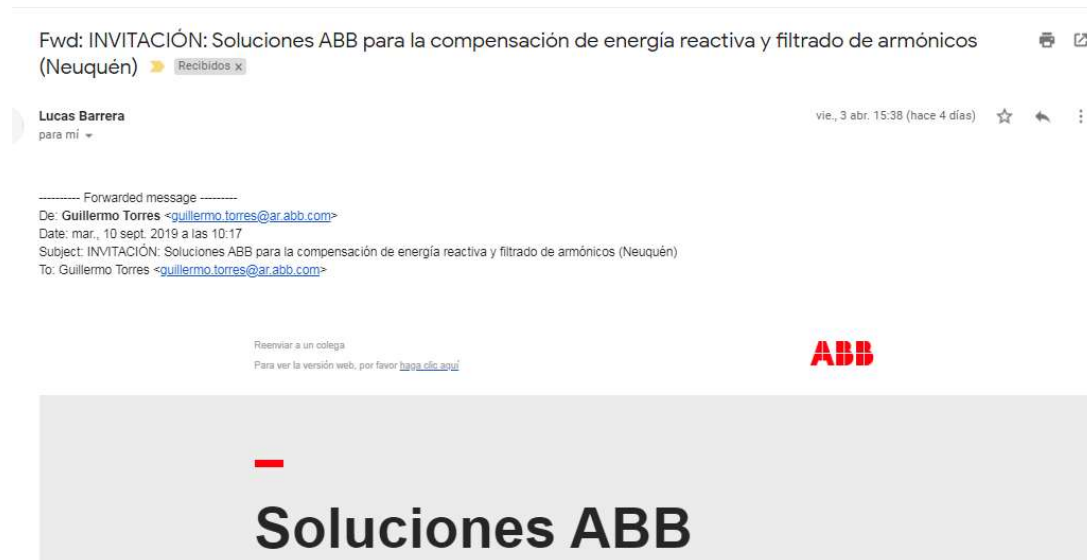 Fwd: INVITACIÓN: Soluciones ABB para la compensación de energía reactiva y filtrado de armónicos
(Neuquén) Recibidos x
Lucas Barrera vie., 3 abr. 15:38 (hace 4 días)
para mí
---------- Forwarded message ---------
De: Guillermo Torres <guillermo.torres@ar.abb.com>
Date: mar., 10 sept. 2019 a las 10:17
Subject: INVITACIÓN: Soluciones ABB para la compensación de energía reactiva y filtrado de armónicos (Neuquén)
To: Guillermo Torres <guillermo.torres@ar.abb.com>
Reenviar a un colega
ABB
Para ver la versión web, por favor haga clic aquí
Soluciones ABB